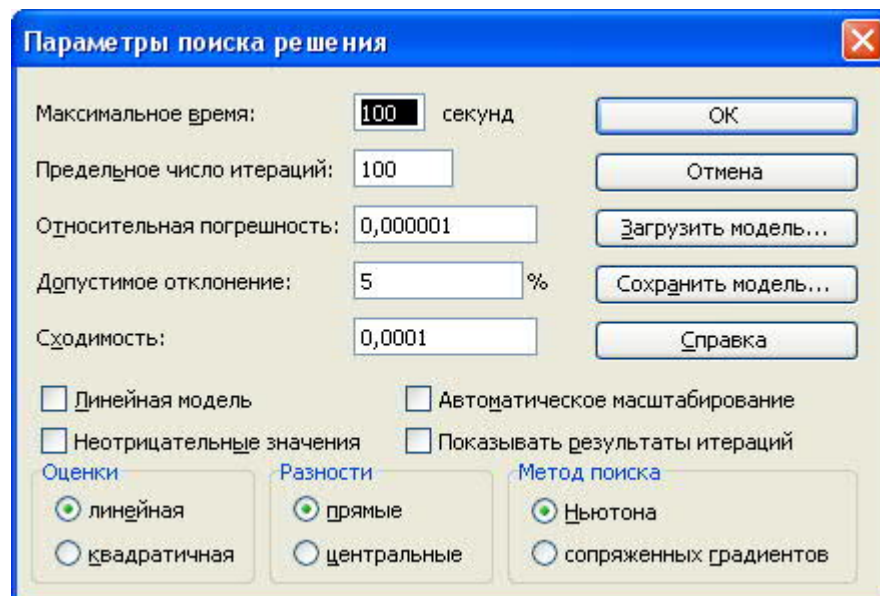 Параметры поиска решения
Максимальное время: 100 секунд ОК
Предельное число итераций: 100 Отмена
Относительная погрешность: 0,000001 Загрузить модель...
Допустимое отклонение: 5 % Сохранить модель...
Сходимость: 0,0001 Справка
Линейная модель Автоматическое масштабирование
Неотрицательные значения Показывать результаты итераций
Оценки Разности Метод поиска
линейная прямые Ньютона
квадратичная центральные сопряженных градиентов